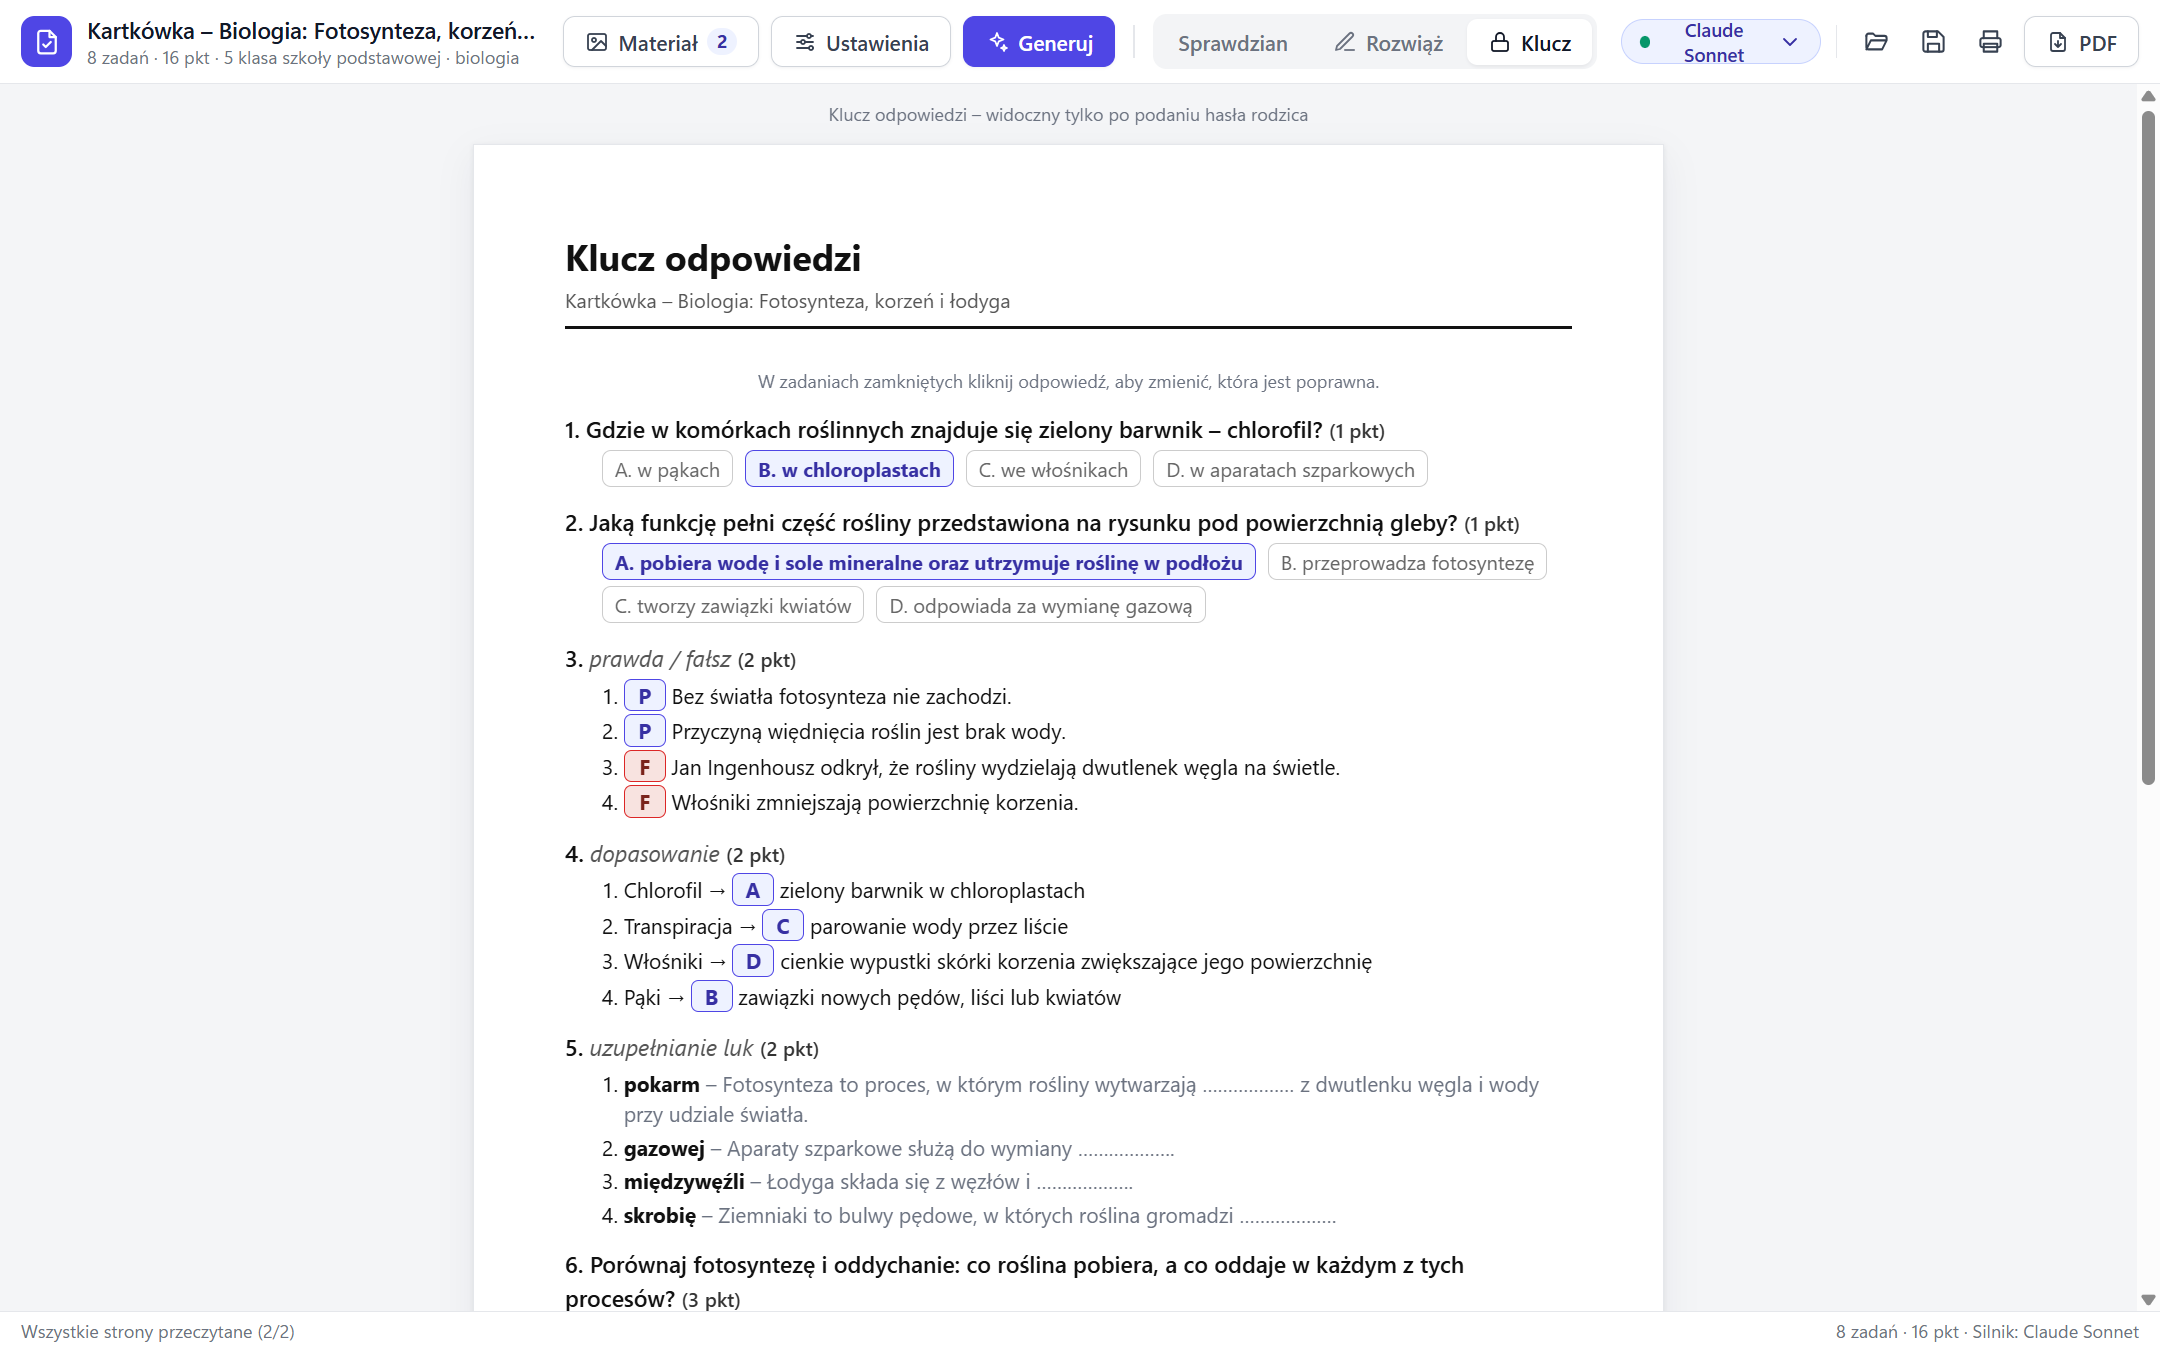 Kartkówka – Biologia: Fotosynteza, korzeń...
8 zadań · 16 pkt · 5 klasa szkoły podstawowej · biologia
Materiał 2
Ustawienia
Generuj
Sprawdzian
Rozwiąż
Klucz
Claude
Sonnet
PDF
Klucz odpowiedzi – widoczny tylko po podaniu hasła rodzica
Klucz odpowiedzi
Kartkówka – Biologia: Fotosynteza, korzeń i łodyga
W zadaniach zamkniętych kliknij odpowiedź, aby zmienić, która jest poprawna.
1. Gdzie w komórkach roślinnych znajduje się zielony barwnik – chlorofil? (1 pkt)
A. w pąkach B. w chloroplastach C. we włośnikach D. w aparatach szparkowych
2. Jaką funkcję pełni część rośliny przedstawiona na rysunku pod powierzchnią gleby? (1 pkt)
A. pobiera wodę i sole mineralne oraz utrzymuje roślinę w podłożu B. przeprowadza fotosyntezę
C. tworzy zawiązki kwiatów D. odpowiada za wymianę gazową
3. prawda / fałsz (2 pkt)
1. P Bez światła fotosynteza nie zachodzi.
2. P Przyczyną więdnięcia roślin jest brak wody.
3. F Jan Ingenhousz odkrył, że rośliny wydzielają dwutlenek węgla na świetle.
4. F Włośniki zmniejszają powierzchnię korzenia.
4. dopasowanie (2 pkt)
1. Chlorofil → A zielony barwnik w chloroplastach
2. Transpiracja → C parowanie wody przez liście
3. Włośniki → D cienkie wypustki skórki korzenia zwiększające jego powierzchnię
4. Pąki → B zawiązki nowych pędów, liści lub kwiatów
5. uzupełnianie luk (2 pkt)
1. pokarm – Fotosynteza to proces, w którym rośliny wytwarzają .................. z dwutlenku węgla i wody
przy udziale światła.
2. gazowej – Aparaty szparkowe służą do wymiany ...................
3. międzywęźli – Łodyga składa się z węzłów i ...................
4. skrobię – Ziemniaki to bulwy pędowe, w których roślina gromadzi ...................
6. Porównaj fotosyntezę i oddychanie: co roślina pobiera, a co oddaje w każdym z tych
procesów? (3 pkt)
Wszystkie strony przeczytane (2/2)
8 zadań · 16 pkt · Silnik: Claude Sonnet